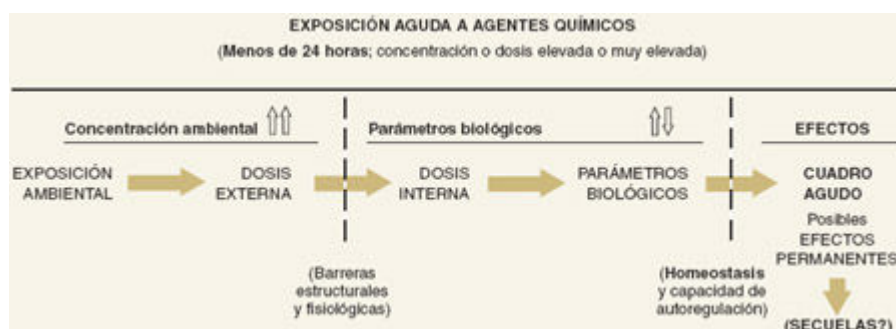 EXPOSICIÓN AGUDA A AGENTES QUÍMICOS
(Menos de 24 horas; concentración o dosis elevada o muy elevada)
Concentración ambiental
Parámetros biológicos
EFECTOS
EXPOSICIÓN
AMBIENTAL
DOSIS
EXTERNA
DOSIS
INTERNA
PARÁMETROS
BIOLÓGICOS
CUADRO
AGUDO
Posibles
EFECTOS
PERMANENTES
(Barreras
estructurales
y fisiológicas)
(Homeostasis
y capacidad de
autoregulación)
(SECUELAS?)